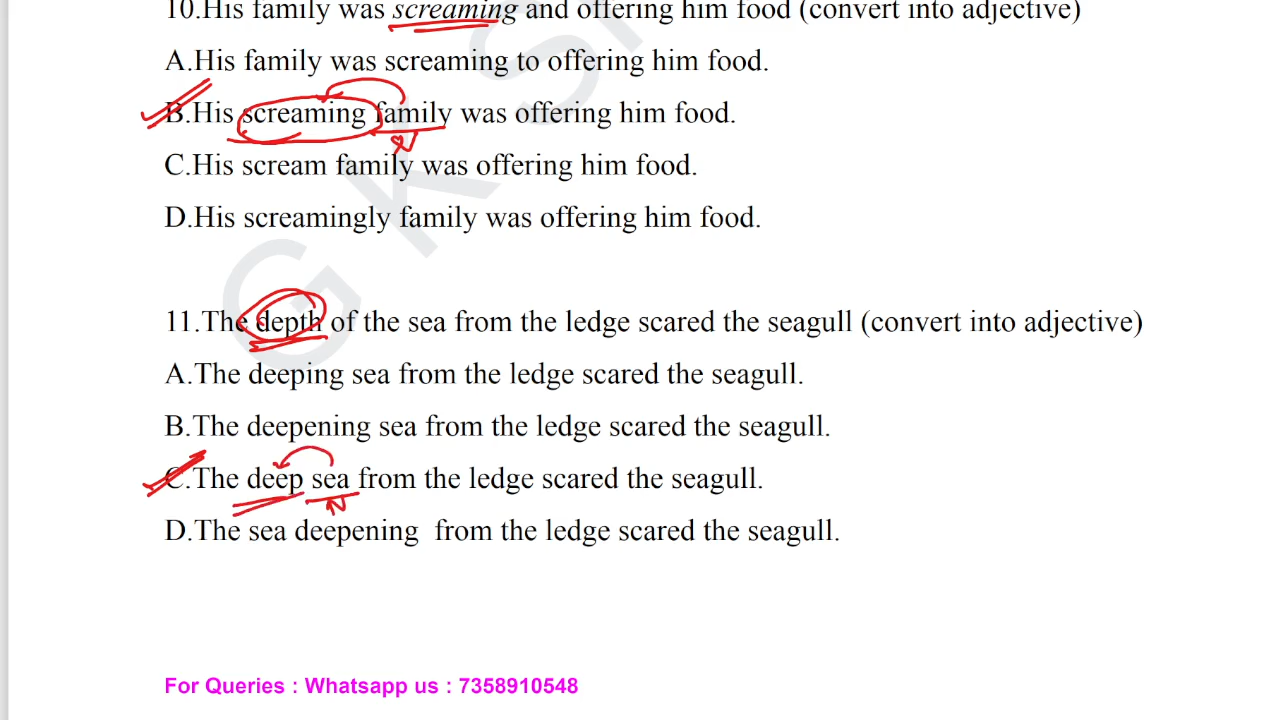 10.His family was screaming and offering him food (convert into adjective)
A.His family was screaming to offering him food.
B.His screaming family was offering him food.
N
C.His scream family was offering him food.
D.His screamingly family was offering him food.
11.The depth of the sea from the ledge scared the seagull (convert into adjective)
A.The deeping sea from the ledge scared the seagull.
B.The deepening sea from the ledge scared the seagull.
C.The deep sea from the ledge scared the seagull.
N
D.The sea deepening from the ledge scared the seagull.
For Queries : Whatsapp us : 7358910548